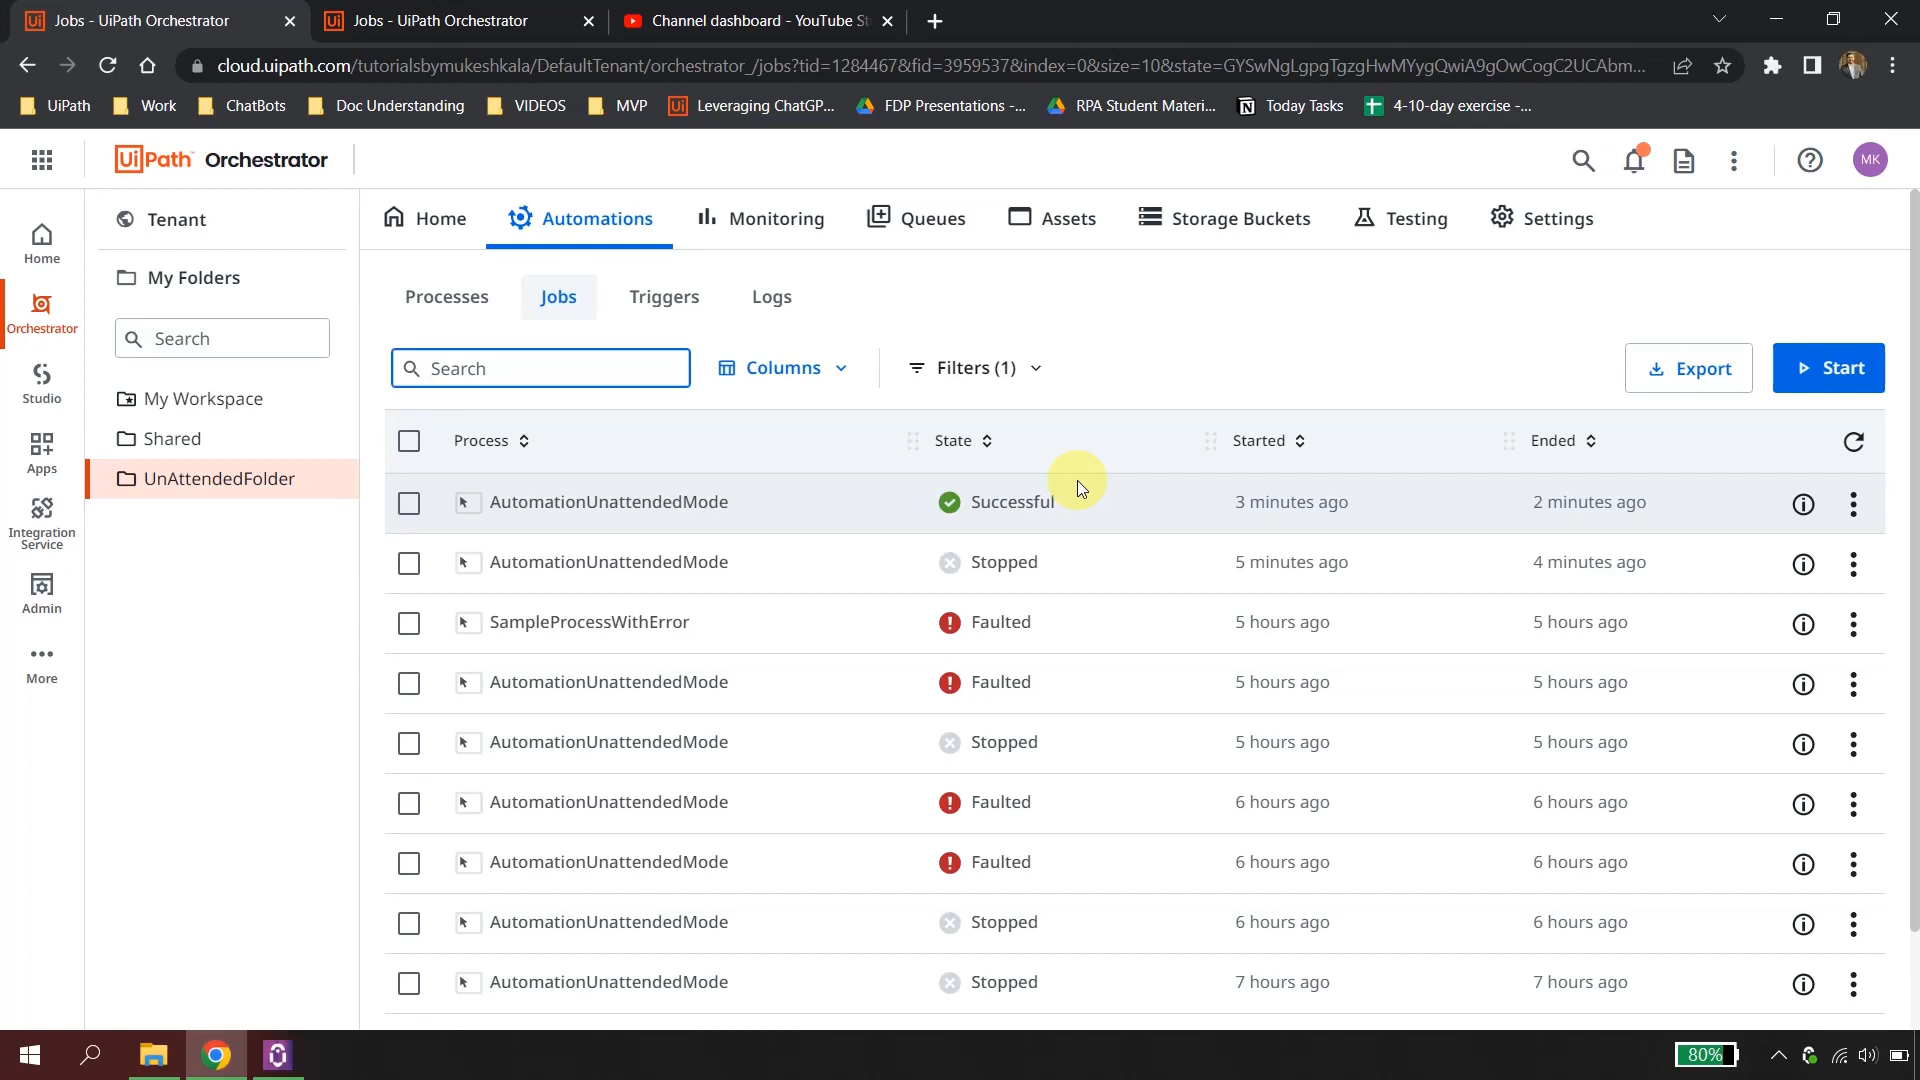 Jobs - UiPath Orchestrator
Jobs - UiPath Orchestrator
Channel dashboard - YouTube St
cloud.uipath.com/tutorialsbymukeshkala/DefaultTenant/orchestrator_/jobs?tid=1284467&fid=3959537&index=0&size=10&state=GYSwNgLgpgTgzgHwMYygQwiA9gOwCogC2UCAbm...
UiPath Work ChatBots Doc Understanding VIDEOS MVP Leveraging ChatGP... FDP Presentations -... RPA Student Materi... Today Tasks 4-10-day exercise -...
UiPath Orchestrator
MK
Home
Orchestrator
Studio
Apps
Integration
Service
Admin
More
Tenant
My Folders
Search
My Workspace
Shared
UnAttendedFolder
Home Automations Monitoring Queues Assets Storage Buckets Testing Settings
Processes Jobs Triggers Logs
Search Columns Filters (1) Export Start
Process State Started Ended
AutomationUnattendedMode Successful 3 minutes ago 2 minutes ago
AutomationUnattendedMode Stopped 5 minutes ago 4 minutes ago
SampleProcessWithError Faulted 5 hours ago 5 hours ago
AutomationUnattendedMode Faulted 5 hours ago 5 hours ago
AutomationUnattendedMode Stopped 5 hours ago 5 hours ago
AutomationUnattendedMode Faulted 6 hours ago 6 hours ago
AutomationUnattendedMode Faulted 6 hours ago 6 hours ago
AutomationUnattendedMode Stopped 6 hours ago 6 hours ago
AutomationUnattendedMode Stopped 7 hours ago 7 hours ago
80%